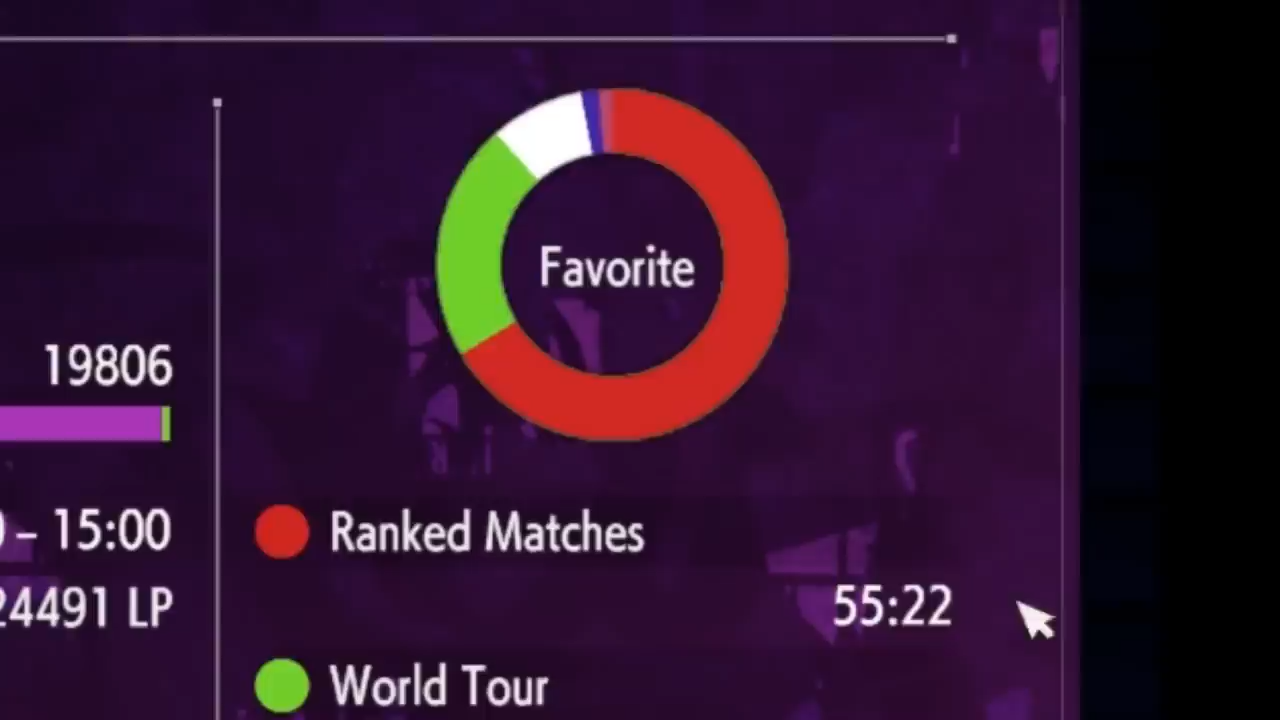 Favorite
19806
– 15:00
24491 LP
Ranked Matches
55:22
World Tour